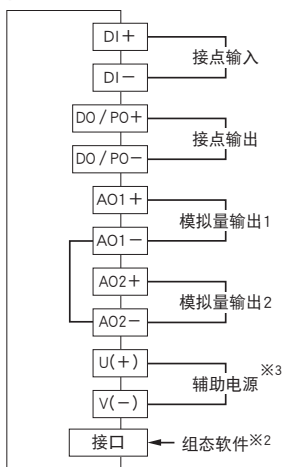 DI+
接点输入
DI-
DO / PO+
接点输出
DO / PO-
AO1+
模拟量输出1
AO1-
AO2+
模拟量输出2
AO2-
U(+)
辅助电源※3
V(-)
接口
组态软件※2